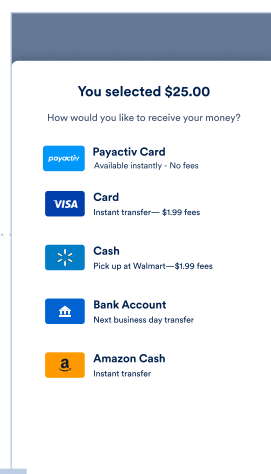 You selected $25.00
How would you like to receive your money?
payactiv
Payactiv Card
Available instantly - No fees
VISA
Card
Instant transfer— $1.99 fees
Cash
Pick up at Walmart—$1.99 fees
Bank Account
Next business day transfer
a
Amazon Cash
Instant transfer